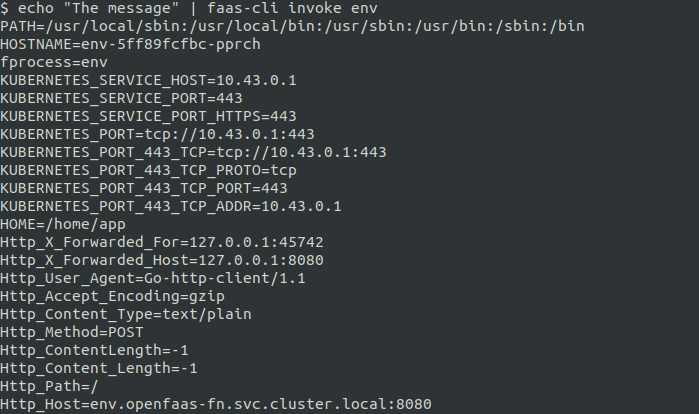 $ echo "The message" | faas-cli invoke env
PATH=/usr/local/sbin:/usr/local/bin:/usr/sbin:/usr/bin:/sbin:/bin
HOSTNAME=env-5ff89fcfbc-pprch
fprocess=env
KUBERNETES_SERVICE_HOST=10.43.0.1
KUBERNETES_SERVICE_PORT=443
KUBERNETES_SERVICE_PORT_HTTPS=443
KUBERNETES_PORT=tcp://10.43.0.1:443
KUBERNETES_PORT_443_TCP=tcp://10.43.0.1:443
KUBERNETES_PORT_443_TCP_PROTO=tcp
KUBERNETES_PORT_443_TCP_PORT=443
KUBERNETES_PORT_443_TCP_ADDR=10.43.0.1
HOME=/home/app
Http_X_Forwarded_For=127.0.0.1:45742
Http_X_Forwarded_Host=127.0.0.1:8080
Http_User_Agent=Go-http-client/1.1
Http_Accept_Encoding=gzip
Http_Content_Type=text/plain
Http_Method=POST
Http_ContentLength=-1
Http_Content_Length=-1
Http_Path=/
Http_Host=env.openfaas-fn.svc.cluster.local:8080